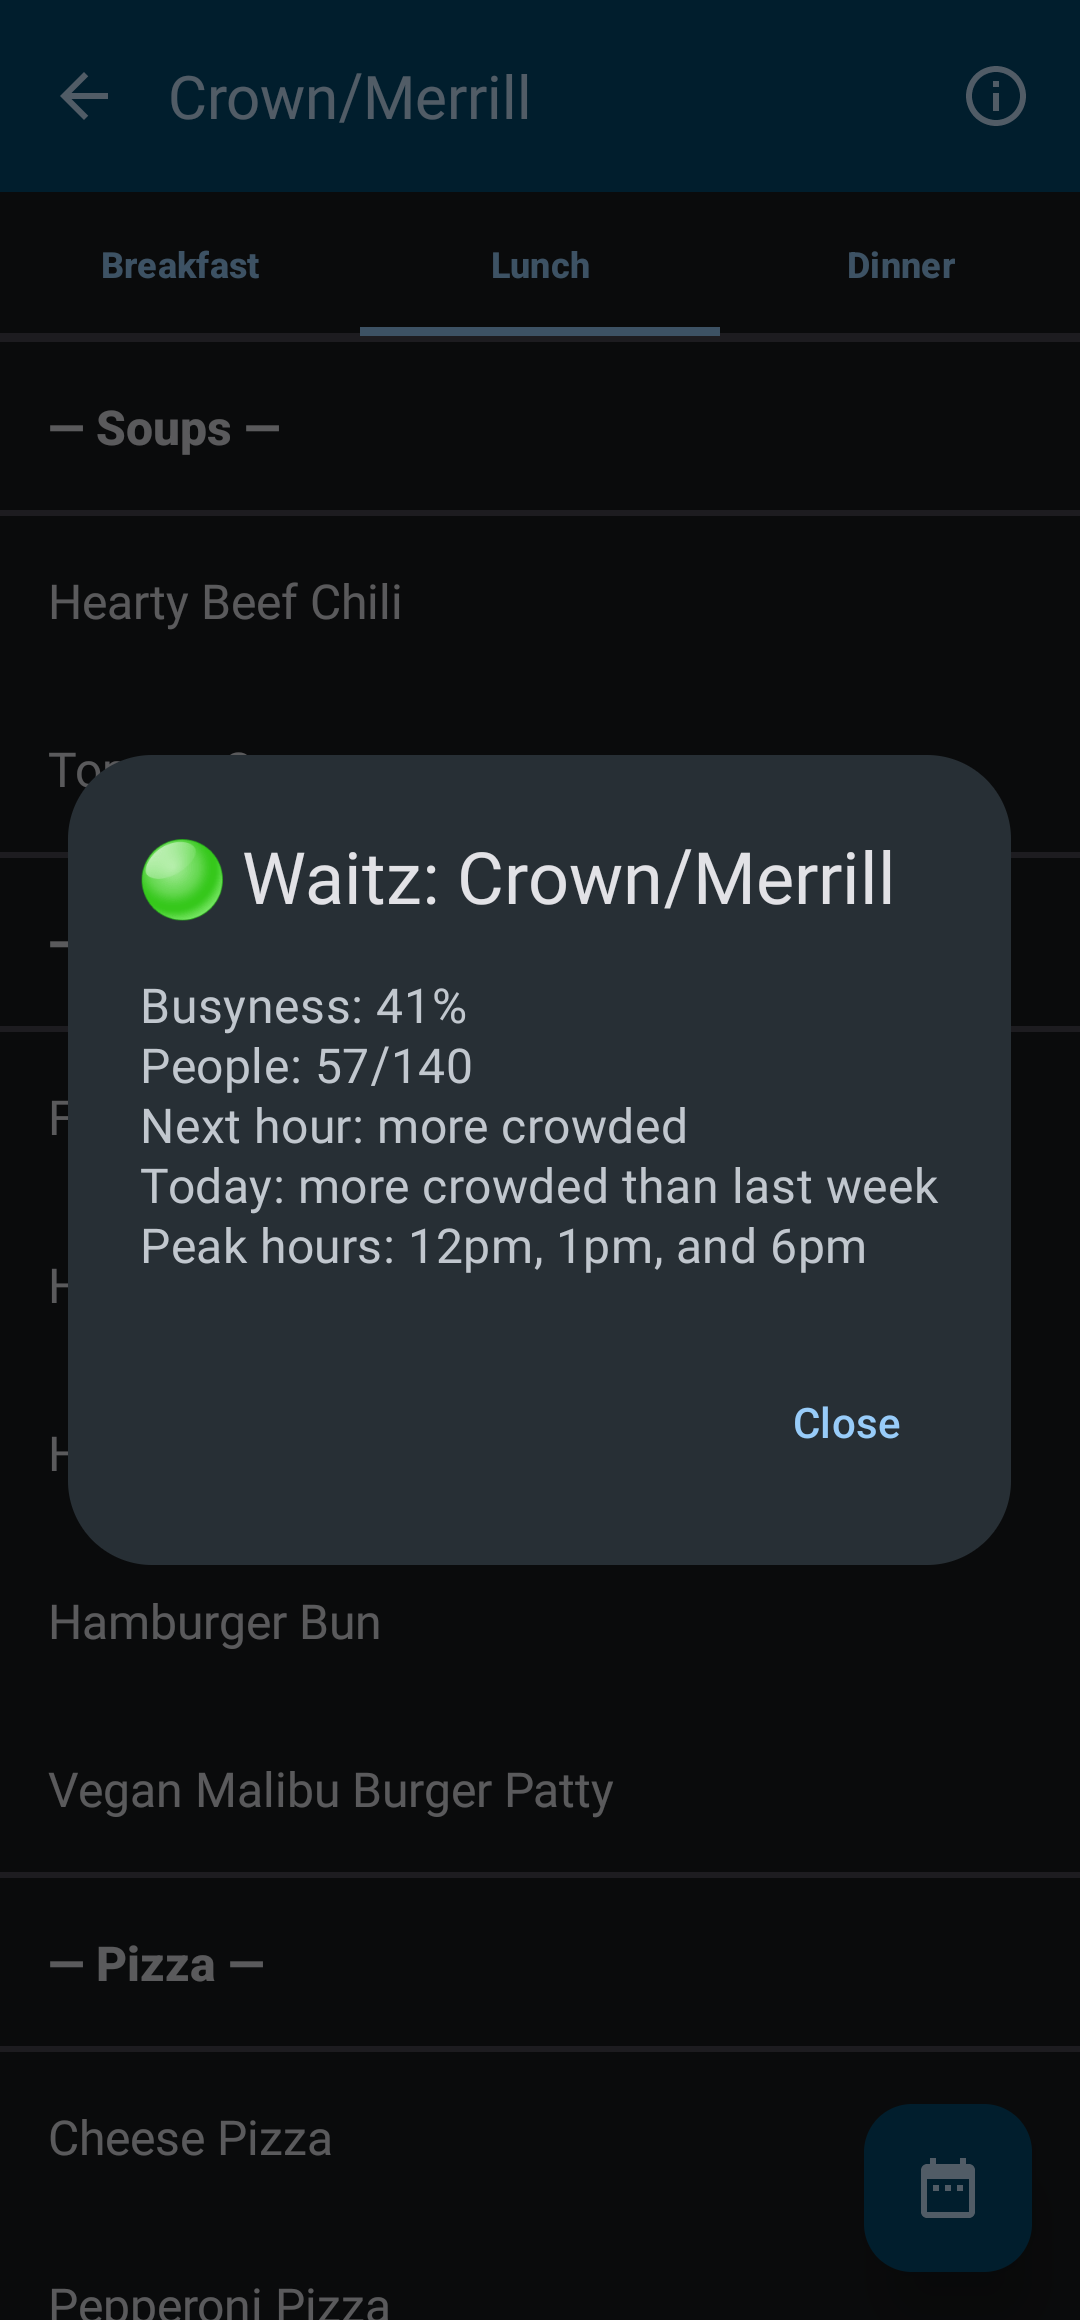 Crown/Merrill
Breakfast Lunch Dinner
— Soups —
Hearty Beef Chili
Waitz: Crown/Merrill
Busyness: 41%
People: 57/140
Next hour: more crowded
Today: more crowded than last week
Peak hours: 12pm, 1pm, and 6pm
Close
Hamburger Bun
Vegan Malibu Burger Patty
— Pizza —
Cheese Pizza
Pepperoni Pizza